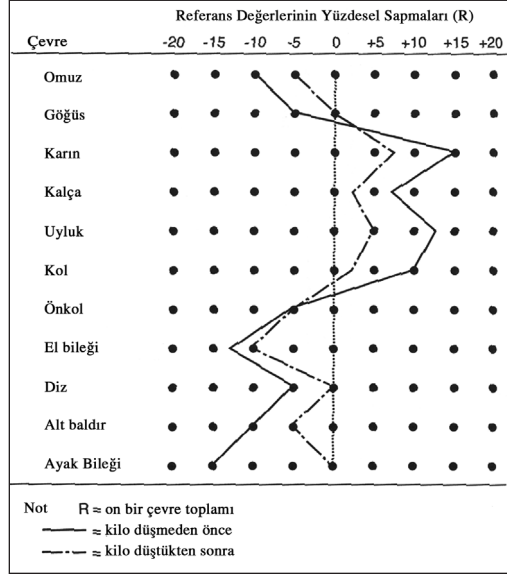 Referans Değerlerinin Yüzdesel Sapmaları (R)
Çevre -20 -15 -10 -5 0 +5 +10 +15 +20
Omuz
Göğüs
Karın
Kalça
Uyluk
Kol
Önkol
El bileği
Diz
Alt baldır
Ayak Bileği
Not R ≈ on bir çevre toplamı
≈ kilo düşmeden önce
≈ kilo düştükten sonra